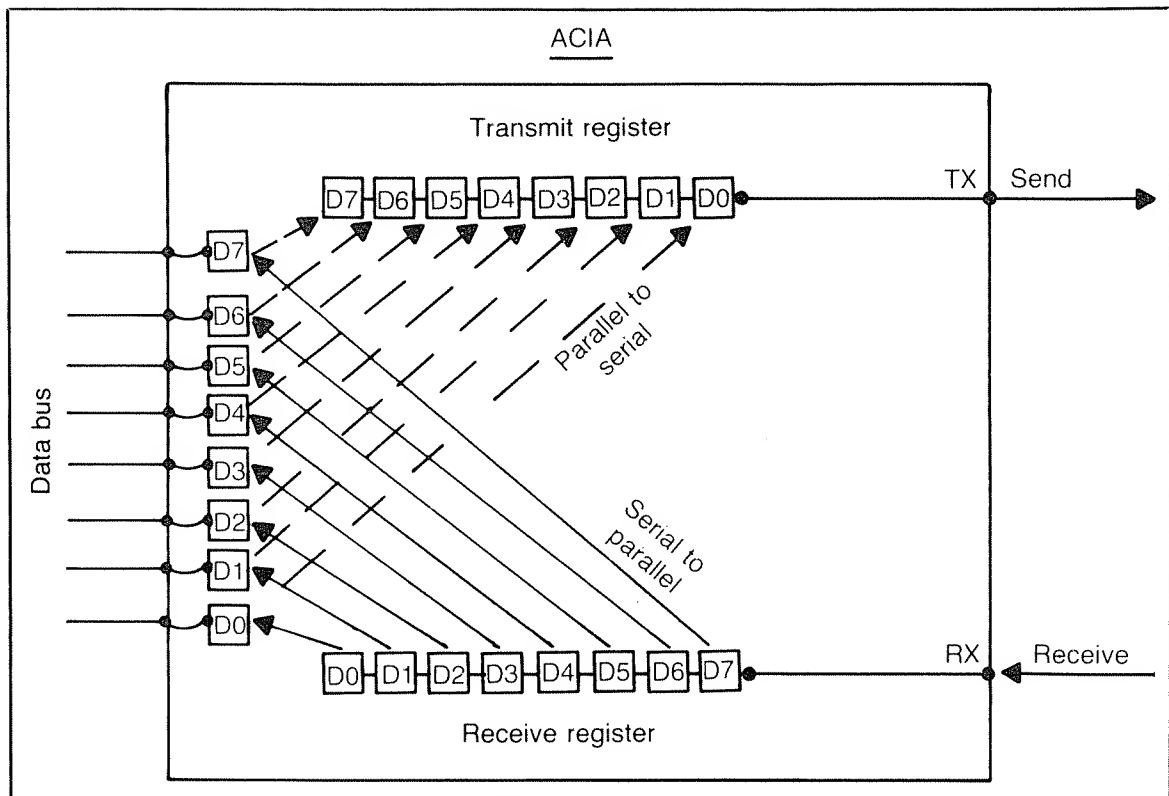 ACIA
Transmit register
D7 D6 D5 D4 D3 D2 D1 D0
TX Send
Data bus
D7
D6
D5
D4
D3
D2
D1
D0
Parallel to
serial
Serial to
parallel
D0 D1 D2 D3 D4 D5 D6 D7
RX Receive
Receive register